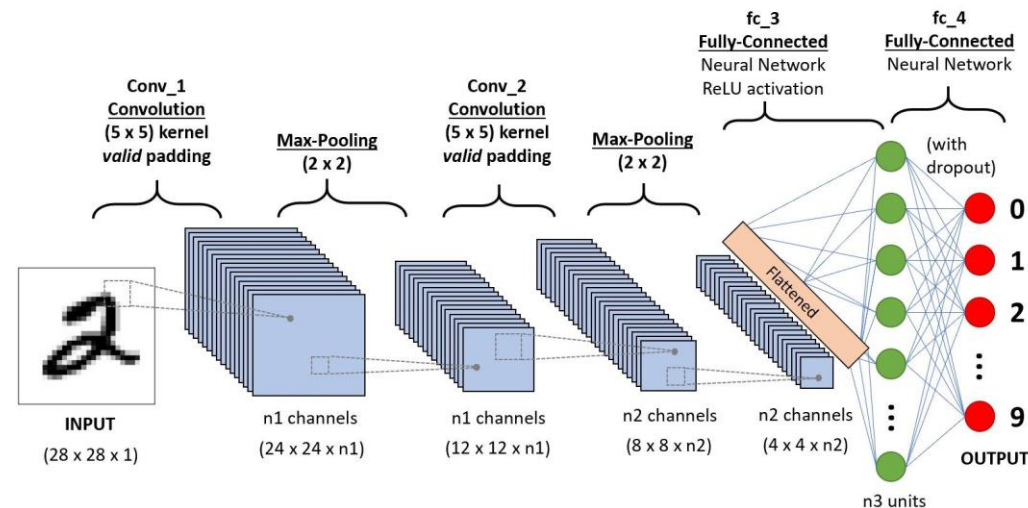 fc_3
Fully-Connected
Neural Network
ReLU activation
fc_4
Fully-Connected
Neural Network
Conv_1
Convolution
(5 x 5) kernel
valid padding
Max-Pooling
(2 x 2)
Conv_2
Convolution
(5 x 5) kernel
valid padding
Max-Pooling
(2 x 2)
(with
dropout)
Flattened
0
1
2
9
INPUT
(28 x 28 x 1)
n1 channels
(24 x 24 x n1)
n1 channels
(12 x 12 x n1)
n2 channels
(8 x 8 x n2)
n2 channels
(4 x 4 x n2)
OUTPUT
n3 units